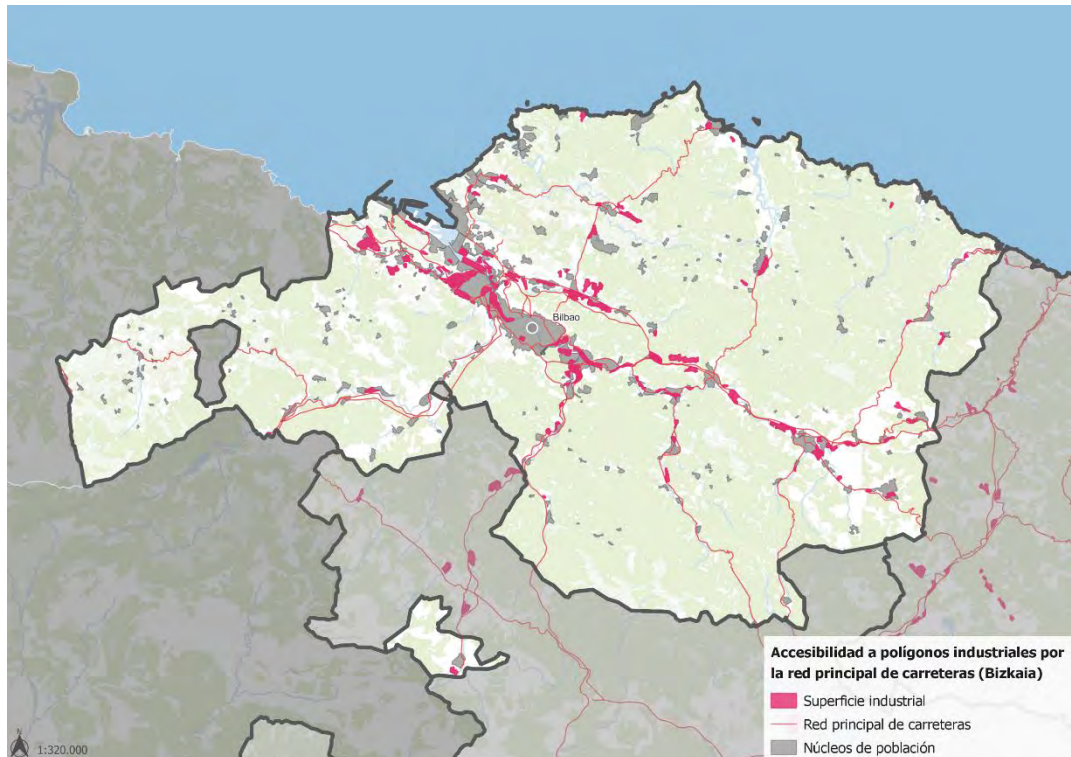 Bilbao
Accesibilidad a polígonos industriales por
la red principal de carreteras (Bizkaia)
Superficie industrial
Red principal de carreteras
Núcleos de población
N
1:320.000